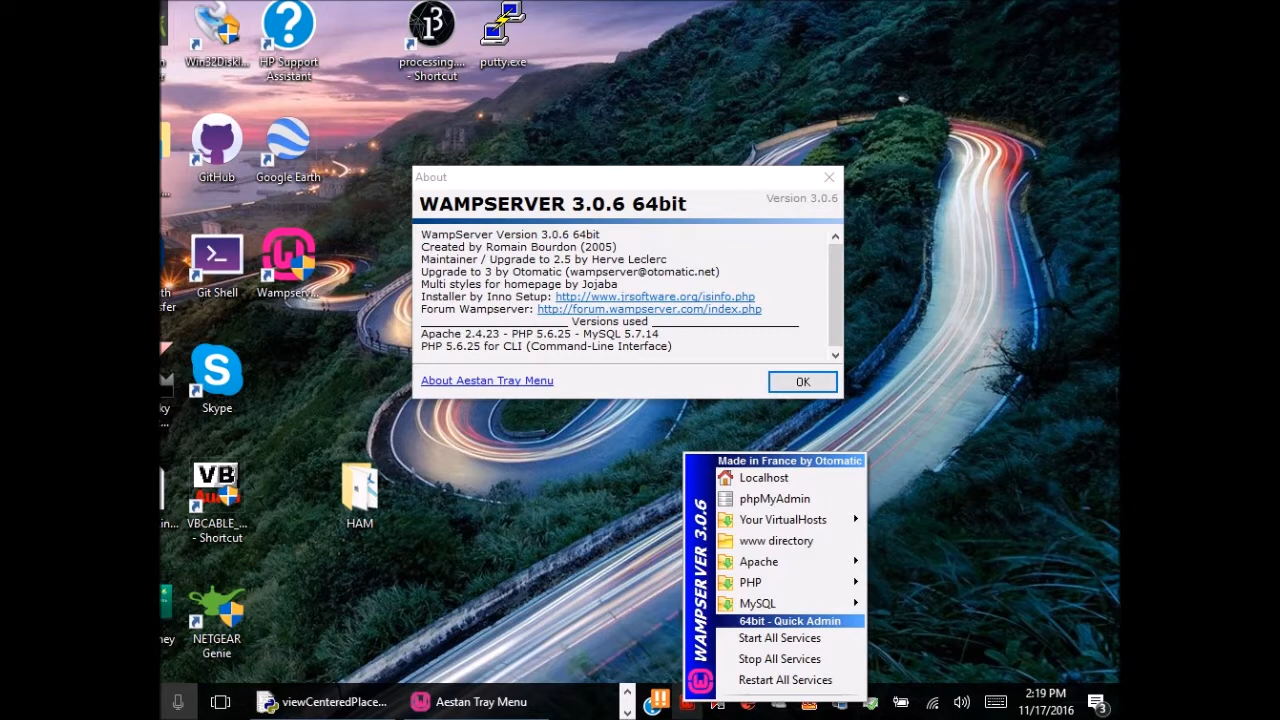 Win32Diski...
HP Support
Assistant
processing....
- Shortcut
putty.exe
GitHub
Google Earth
Git Shell
Wampserv...
Skype
VB
VBCABLE_...
- Shortcut
HAM
NETGEAR
Genie
About
WAMPSERVER 3.0.6 64bit
Version 3.0.6
WampServer Version 3.0.6 64bit
Created by Romain Bourdon (2005)
Maintainer / Upgrade to 2.5 by Herve Leclerc
Upgrade to 3 by Otomatic (wampserver@otomatic.net)
Multi styles for homepage by Jojaba
Installer by Inno Setup: http://www.jrsoftware.org/isinfo.php
Forum Wampserver: http://forum.wampserver.com/index.php
Versions used
Apache 2.4.23 - PHP 5.6.25 - MySQL 5.7.14
PHP 5.6.25 for CLI (Command-Line Interface)
About Aestan Tray Menu
OK
Made in France by Otomatic
WAMPSERVER 3.0.6
Localhost
phpMyAdmin
Your VirtualHosts
www directory
Apache
PHP
MySQL
64bit - Quick Admin
Start All Services
Stop All Services
Restart All Services
viewCenteredPlace...
Aestan Tray Menu
2:19 PM
11/17/2016
3